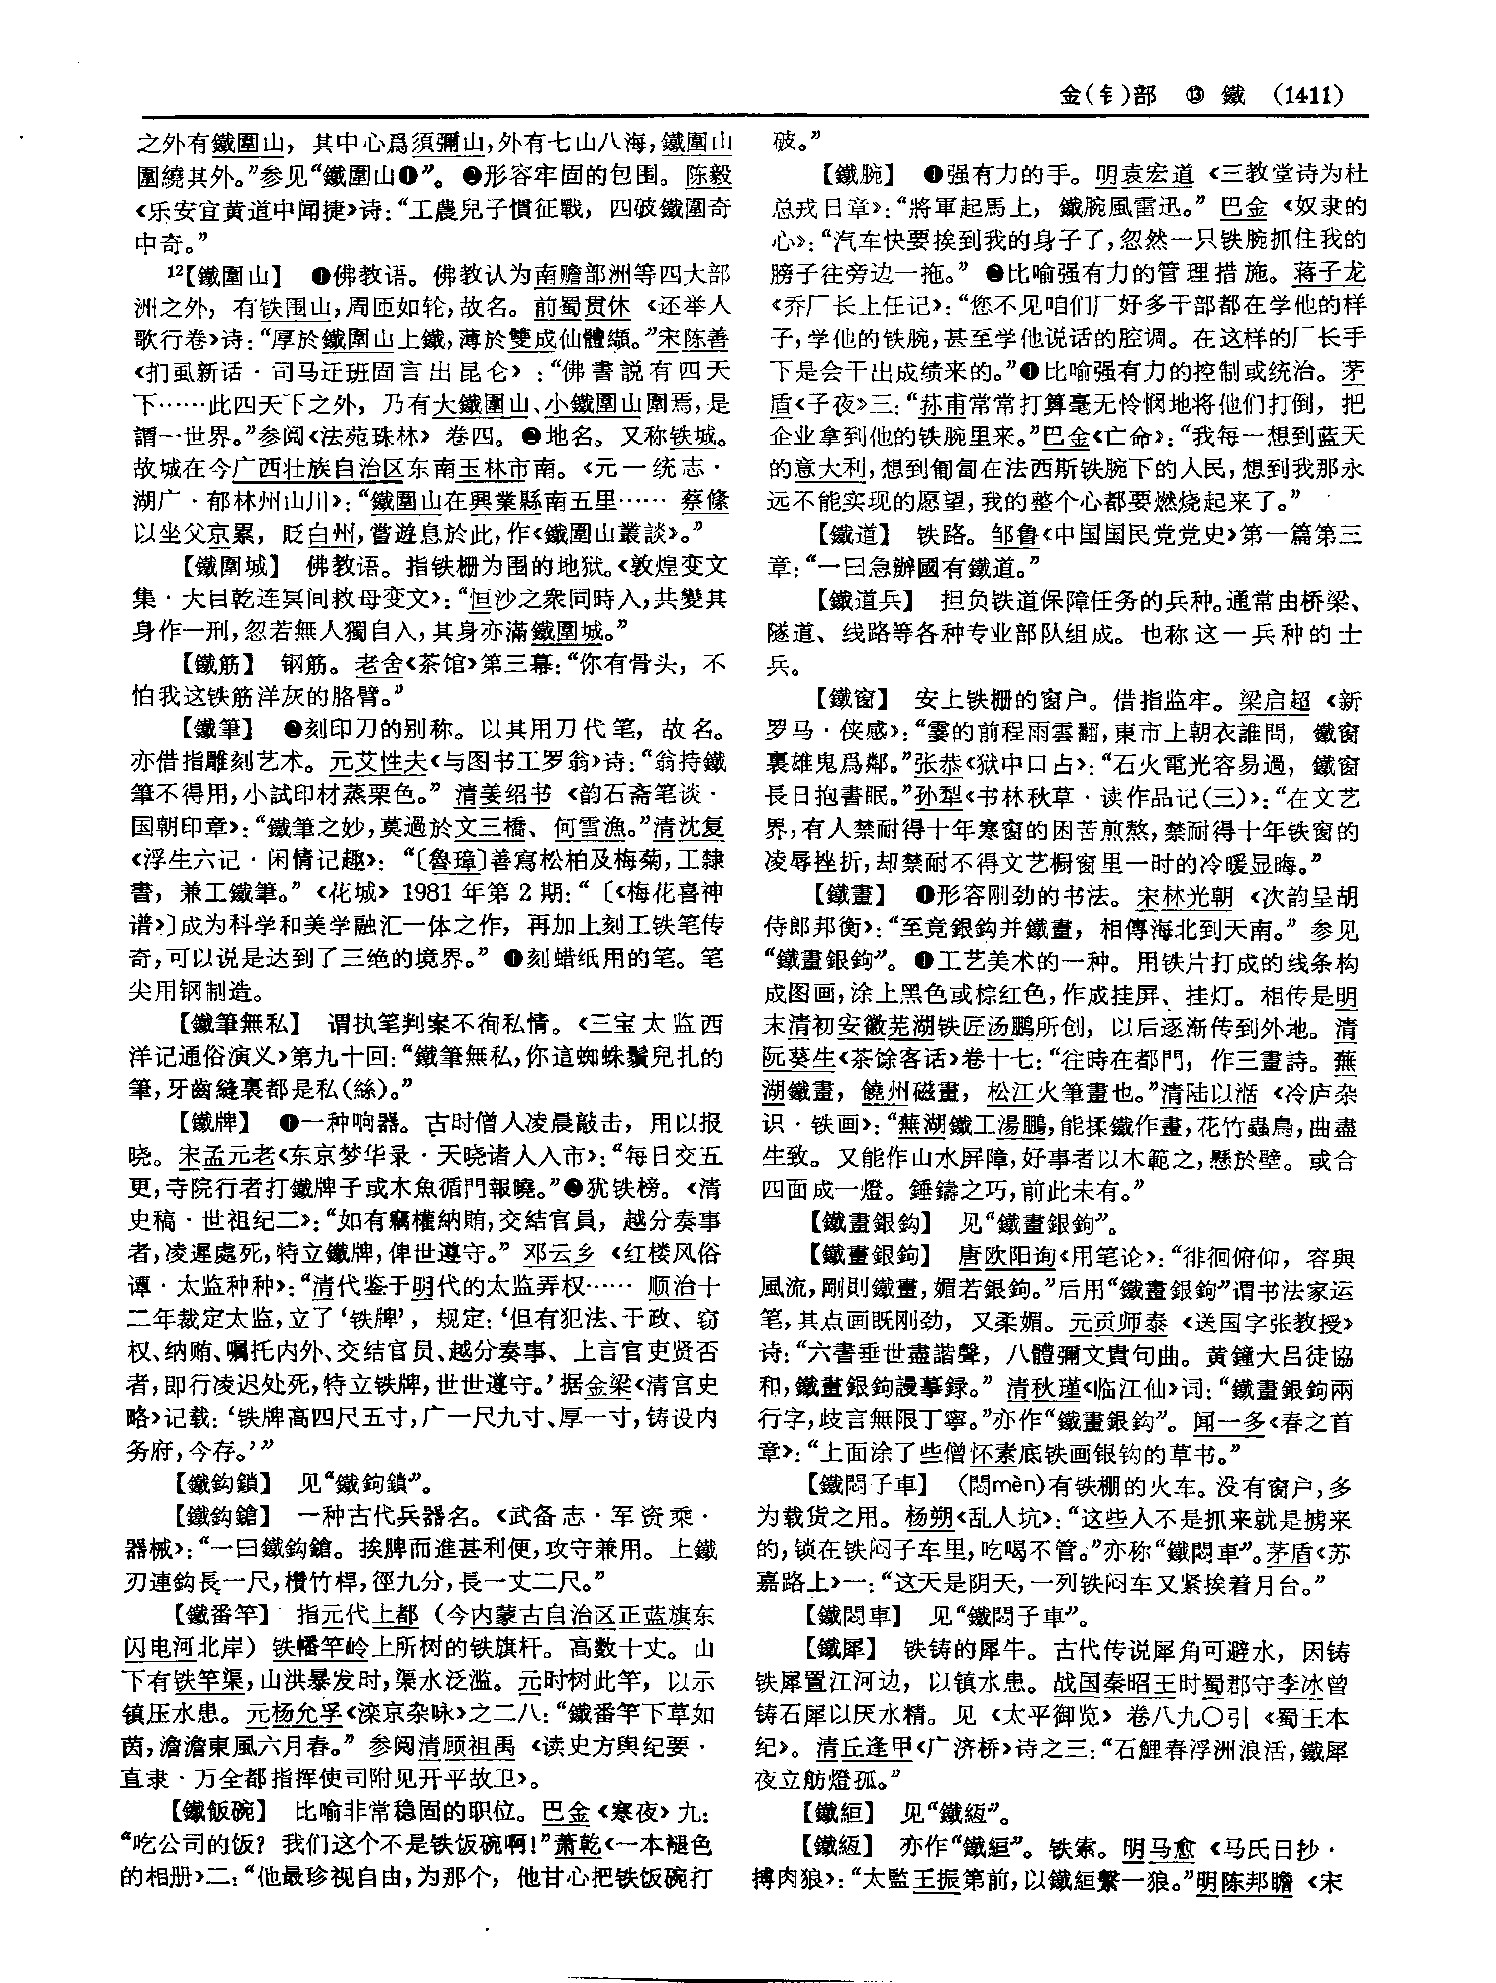 金(钅)部　⑬　鐵　(1411)
之外有鐵圍山，其中心爲須彌山，外有七山八海，鐵圍山
圍繞其外。”参见“鐵圍山❶”。❷形容牢固的包围。陈毅
《乐安宜黄道中闻捷》诗：“工農兒子慣征戰，四破鐵圍奇
中奇。”
12【鐵圍山】　❶佛教语。佛教认为南赡部洲等四大部
洲之外，有铁围山，周匝如轮，故名。前蜀贯休《还举人
歌行卷》诗：“厚於鐵圍山上鐵，薄於雙成仙體纈。”宋陈善
《扪虱新话·司马迁班固言出昆仑》：“佛書説有四天
下……此四天下之外，乃有大鐵圍山、小鐵圍山圍焉，是
謂一世界。”参阅《法苑珠林》卷四。❷地名。又称铁城。
故城在今广西壮族自治区东南玉林市南。《元一统志·
湖广·郁林州山川》：“鐵圍山在興業縣南五里……蔡絛
以坐父京累，貶白州，嘗遊息於此，作《鐵圍山叢談》。”
【鐵圍城】　佛教语。指铁栅为围的地狱。《敦煌变文
集·大目乾连冥间救母变文》：“恒沙之衆同時入，共變其
身作一刑，忽若無人獨自入，其身亦滿鐵圍城。”
【鐵筋】　钢筋。老舍《茶馆》第三幕：“你有骨头，不
怕我这铁筋洋灰的胳臂。”
【鐵筆】　❷刻印刀的别称。以其用刀代笔，故名。
亦借指雕刻艺术。元艾性夫《与图书工罗翁》诗：“翁持鐵
筆不得用，小試印材蒸栗色。”清姜绍书《韵石斋笔谈·
国朝印章》：“鐵筆之妙，莫過於文三橋、何雪漁。”清沈复
《浮生六记·闲情记趣》：“〔魯璋〕善寫松柏及梅菊，工隸
書，兼工鐵筆。”《花城》1981年第2期：“〔《梅花喜神
谱》〕成为科学和美学融汇一体之作，再加上刻工铁笔传
奇，可以说是达到了三绝的境界。”❶刻蜡纸用的笔。笔
尖用钢制造。
【鐵筆無私】　谓执笔判案不徇私情。《三宝太监西
洋记通俗演义》第九十回：“鐵筆無私，你這蜘蛛鬚兒扎的
筆，牙齒縫裏都是私(絲)。”
【鐵牌】　❶一种响器。古时僧人凌晨敲击，用以报
晓。宋孟元老《东京梦华录·天晓诸人入市》：“每日交五
更，寺院行者打鐵牌子或木魚循門報曉。”❷犹铁榜。《清
史稿·世祖纪二》：“如有竊權納賄，交結官員，越分奏事
者，凌遲處死，特立鐵牌，俾世遵守。”邓云乡《红楼风俗
谭·太监种种》：“清代鉴于明代的太监弄权……顺治十
二年裁定太监，立了‘铁牌’，规定：‘但有犯法、干政、窃
权、纳贿、嘱托内外、交结官员、越分奏事、上言官吏贤否
者，即行凌迟处死，特立铁牌，世世遵守。’据金梁《清宫史
略》记载：‘铁牌高四尺五寸，广一尺九寸、厚一寸，铸设内
务府，今存。’”
【鐵鈎鎖】　见“鐵鉤鎖”。
【鐵鈎鎗】　一种古代兵器名。《武备志·军资乘·
器械》：“一曰鐵鈎鎗。挨牌而進甚利便，攻守兼用。上鐵
刃連鈎長一尺，欑竹桿，徑九分，長一丈二尺。”
【鐵番竿】　指元代上都（今内蒙古自治区正蓝旗东
闪电河北岸）铁幡竿岭上所树的铁旗杆。高数十丈。山
下有铁竿渠，山洪暴发时，渠水泛滥。元时树此竿，以示
镇压水患。元杨允孚《滦京杂咏》之二八：“鐵番竿下草如
茵，澹澹東風六月春。”参阅清顾祖禹《读史方舆纪要·
直隶·万全都指挥使司附见开平故卫》。
【鐵飯碗】　比喻非常稳固的职位。巴金《寒夜》九：
“吃公司的饭？我们这个不是铁饭碗啊！”萧乾《一本褪色
的相册》二：“他最珍视自由，为那个，他甘心把铁饭碗打
破。”
【鐵腕】　❶强有力的手。明袁宏道《三教堂诗为杜
总戎日章》：“將軍起馬上，鐵腕風雷迅。”巴金《奴隶的
心》：“汽车快要挨到我的身子了，忽然一只铁腕抓住我的
膀子往旁边一拖。”❷比喻强有力的管理措施。蒋子龙
《乔厂长上任记》：“您不见咱们厂好多干部都在学他的样
子，学他的铁腕，甚至学他说话的腔调。在这样的厂长手
下是会干出成绩来的。”❶比喻强有力的控制或统治。茅
盾《子夜》三：“荪甫常常打算毫无怜悯地将他们打倒，把
企业拿到他的铁腕里来。”巴金《亡命》：“我每一想到蓝天
的意大利，想到匍匐在法西斯铁腕下的人民，想到我那永
远不能实现的愿望，我的整个心都要燃烧起来了。”
【鐵道】　铁路。邹鲁《中国国民党党史》第一篇第三
章：“一曰急辦國有鐵道。”
【鐵道兵】　担负铁道保障任务的兵种。通常由桥梁、
隧道、线路等各种专业部队组成。也称这一兵种的士
兵。
【鐵窗】　安上铁栅的窗户。借指监牢。梁启超《新
罗马·侠感》：“霎的前程雨雲翻，東市上朝衣誰問，鐵窗
裏雄鬼爲鄰。”张恭《狱中口占》：“石火電光容易過，鐵窗
長日抱書眠。”孙犁《书林秋草·读作品记(三)》：“在文艺
界，有人禁耐得十年寒窗的困苦煎熬，禁耐得十年铁窗的
凌辱挫折，却禁耐不得文艺橱窗里一时的冷暖显晦。”
【鐵畫】　❶形容刚劲的书法。宋林光朝《次韵呈胡
侍郎邦衡》：“至竟銀鈎并鐵畫，相傳海北到天南。”参见
“鐵畫銀鉤”。❶工艺美术的一种。用铁片打成的线条构
成图画，涂上黑色或棕红色，作成挂屏、挂灯。相传是明
末清初安徽芜湖铁匠汤鹏所创，以后逐渐传到外地。清
阮葵生《茶馀客话》卷十七：“往時在都門，作三畫詩。蕪
湖鐵畫，饒州磁畫，松江火筆畫也。”清陆以湉《冷庐杂
识·铁画》：“蕪湖鐵工湯鵬，能揉鐵作畫，花竹蟲鳥，曲盡
生致。又能作山水屏障，好事者以木範之，懸於壁。或合
四面成一燈。錘鑄之巧，前此未有。”
【鐵畫銀鈎】　见“鐵畫銀鉤”。
【鐵畫銀鉤】　唐欧阳询《用笔论》：“徘徊俯仰，容與
風流，剛則鐵畫，媚若銀鉤。”后用“鐵畫銀鉤”谓书法家运
笔，其点画既刚劲，又柔媚。元贡师泰《送国字张教授》
诗：“六書垂世盡諧聲，八體彌文貴句曲。黄鐘大吕徒協
和，鐵畫銀鉤謾摹録。”清秋瑾《临江仙》词：“鐵畫銀鉤兩
行字，歧言無限丁寧。”亦作“鐵畫銀鈎”。闻一多《春之首
章》：“上面涂了些僧怀素底铁画银钩的草书。”
【鐵悶子車】　(悶mèn)有铁棚的火车。没有窗户，多
为载货之用。杨朔《乱人坑》：“这些人不是抓来就是掳来
的，锁在铁闷子车里，吃喝不管。”亦称“鐵悶車”。茅盾《苏
嘉路上》一：“这天是阴天，一列铁闷车又紧挨着月台。”
【鐵悶車】　见“鐵悶子車”。
【鐵犀】　铁铸的犀牛。古代传说犀角可避水，因铸
铁犀置江河边，以镇水患。战国秦昭王时蜀郡守李冰曾
铸石犀以厌水精。见《太平御览》卷八九〇引《蜀王本
纪》。清丘逢甲《广济桥》诗之三：“石鯉春浮洲浪活，鐵犀
夜立舫燈孤。”
【鐵絙】　见“鐵緪”。
【鐵緪】　亦作“鐵絙”。铁索。明马愈《马氏日抄·
搏肉狼》：“太監王振第前，以鐵絙繫一狼。”明陈邦瞻《宋